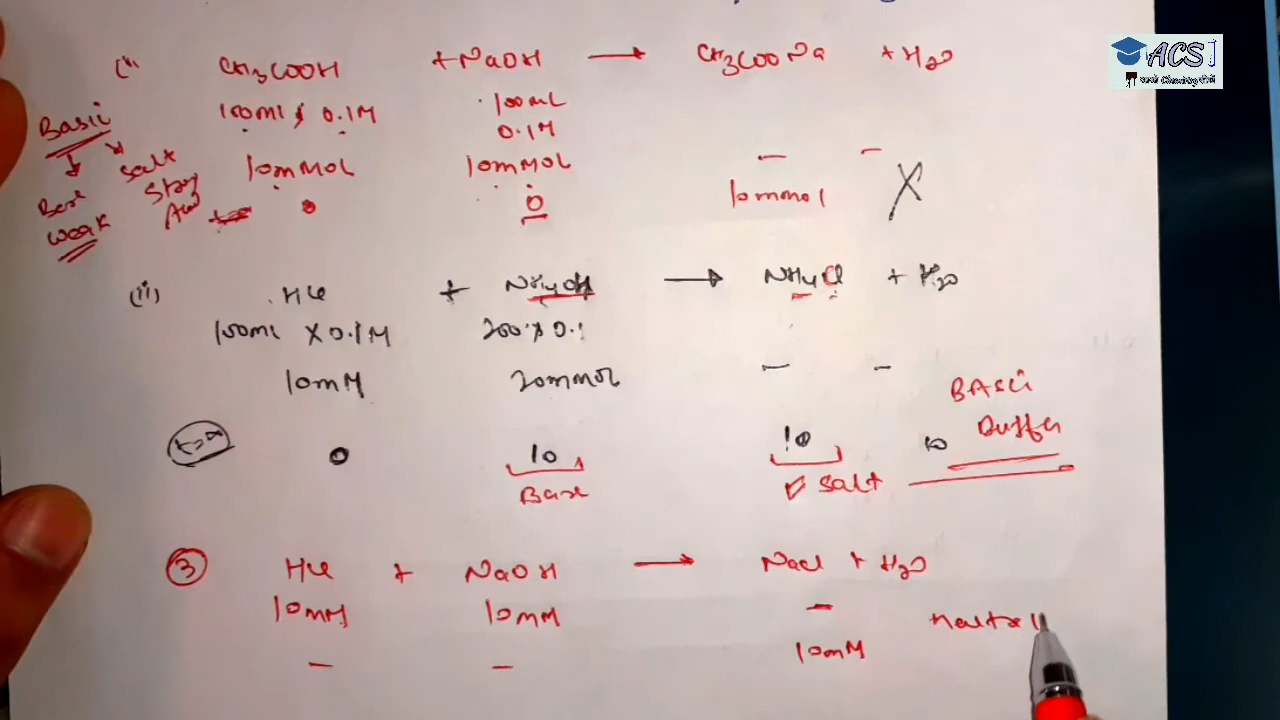 (i) CH3COOH + NaOH → CH3COONa + H2O
100ml × 0.1M 100mL
0.1M
Basic
10mmoL 10mmoL — —
Salt
Strong
Acid
Base
weak
0 0 10mmol X
(ii) HCl + NH4OH → NH4Cl + H2O
100ml × 0.1M 200 × 0.1
10mM 20mmoL — —
BASIC
Buffer
t=∞ 0 10 10 10
Base Salt
3 HCl + NaOH → NaCl + H2O
10mM 10mM —
— — 10mM
ACS